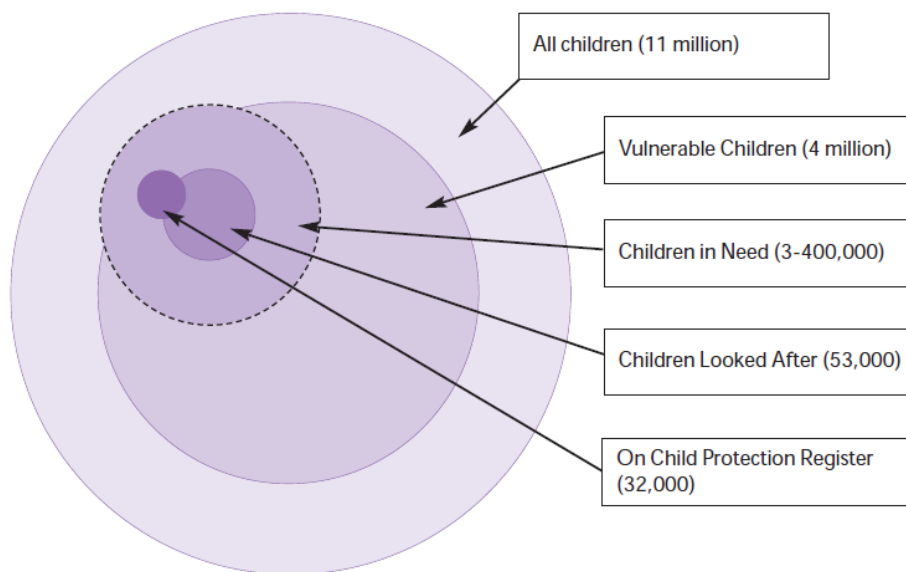 All children (11 million)
Vulnerable Children (4 million)
Children in Need (3-400,000)
Children Looked After (53,000)
On Child Protection Register
(32,000)